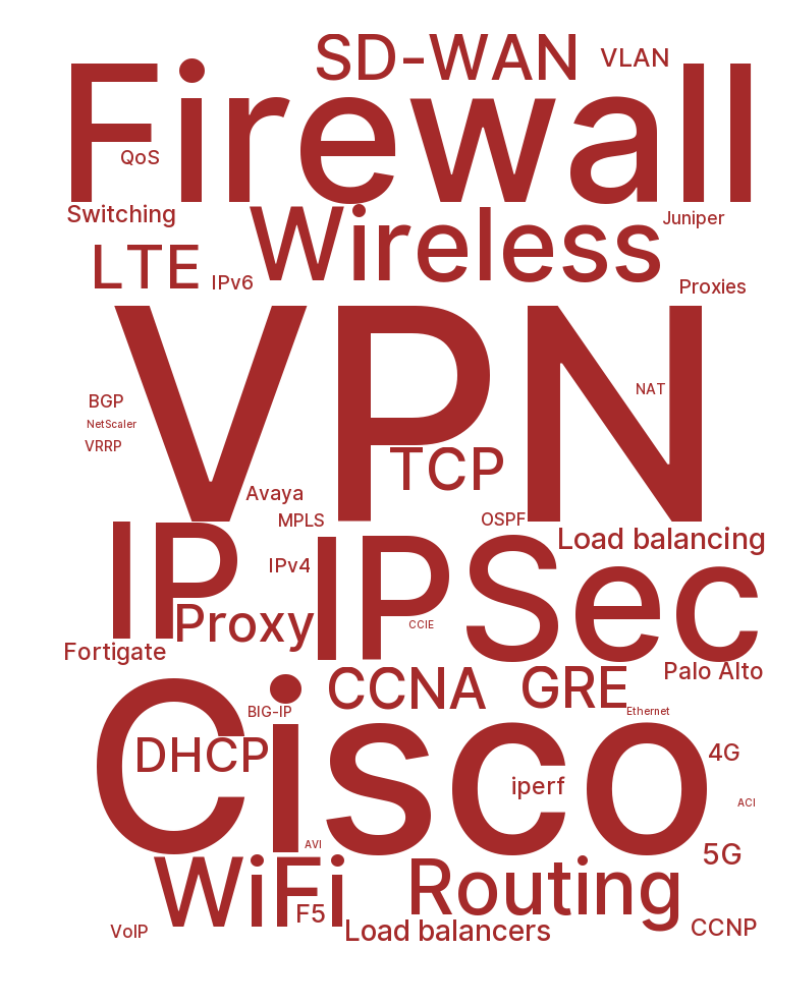 SD-WAN
VLAN
Firewall
QoS
Switching
Wireless
Juniper
LTE
IPv6
Proxies
VPN
NAT
BGP
NetScaler
VRRP
TCP
Avaya
MPLS
OSPF
Load balancing
IP
IPv4
IPSec
Proxy
CCIE
Fortigate
Palo Alto
CCNA
GRE
BIG-IP
Ethernet
Cisco
DHCP
4G
iperf
ACI
AVI
5G
WiFi
Routing
F5
VoIP
Load balancers
CCNP